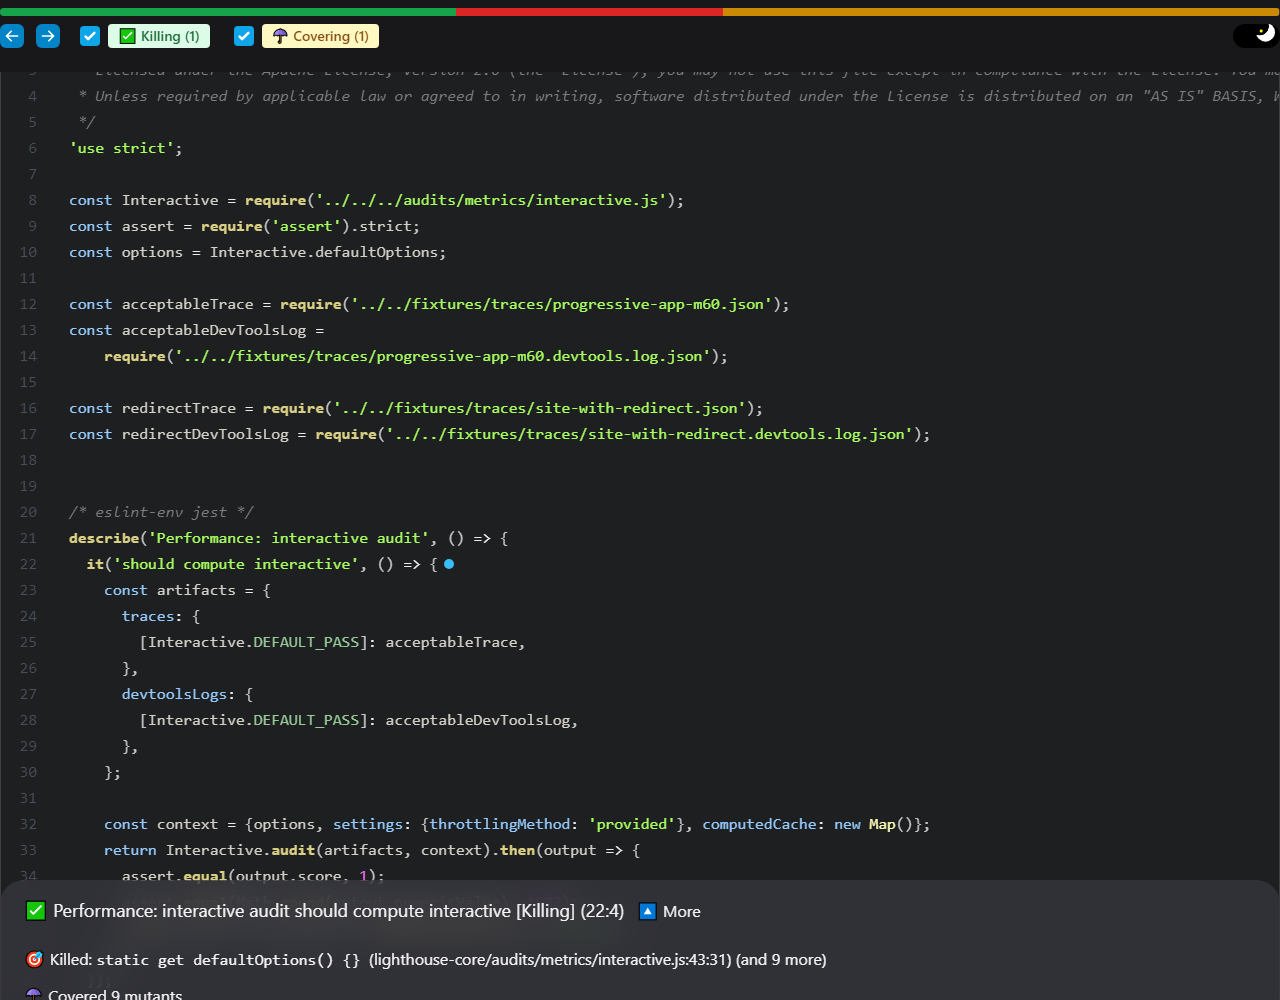 Killing (1)
Covering (1)
4 * Unless required by applicable law or agreed to in writing, software distributed under the License is distributed on an "AS IS" BASIS,
5 */
6 'use strict';
7
8 const Interactive = require('../../../audits/metrics/interactive.js');
9 const assert = require('assert').strict;
10 const options = Interactive.defaultOptions;
11
12 const acceptableTrace = require('../../fixtures/traces/progressive-app-m60.json');
13 const acceptableDevToolsLog =
14 require('../../fixtures/traces/progressive-app-m60.devtools.log.json');
15
16 const redirectTrace = require('../../fixtures/traces/site-with-redirect.json');
17 const redirectDevToolsLog = require('../../fixtures/traces/site-with-redirect.devtools.log.json');
18
19
20 /* eslint-env jest */
21 describe('Performance: interactive audit', () => {
22 it('should compute interactive', () => {
23 const artifacts = {
24 traces: {
25 [Interactive.DEFAULT_PASS]: acceptableTrace,
26 },
27 devtoolsLogs: {
28 [Interactive.DEFAULT_PASS]: acceptableDevToolsLog,
29 },
30 };
31
32 const context = {options, settings: {throttlingMethod: 'provided'}, computedCache: new Map()};
33 return Interactive.audit(artifacts, context).then(output => {
34 assert.equal(output.score, 1);
Performance: interactive audit should compute interactive [Killing] (22:4) More
Killed: static get defaultOptions() {} (lighthouse-core/audits/metrics/interactive.js:43:31) (and 9 more)
Covered 9 mutants